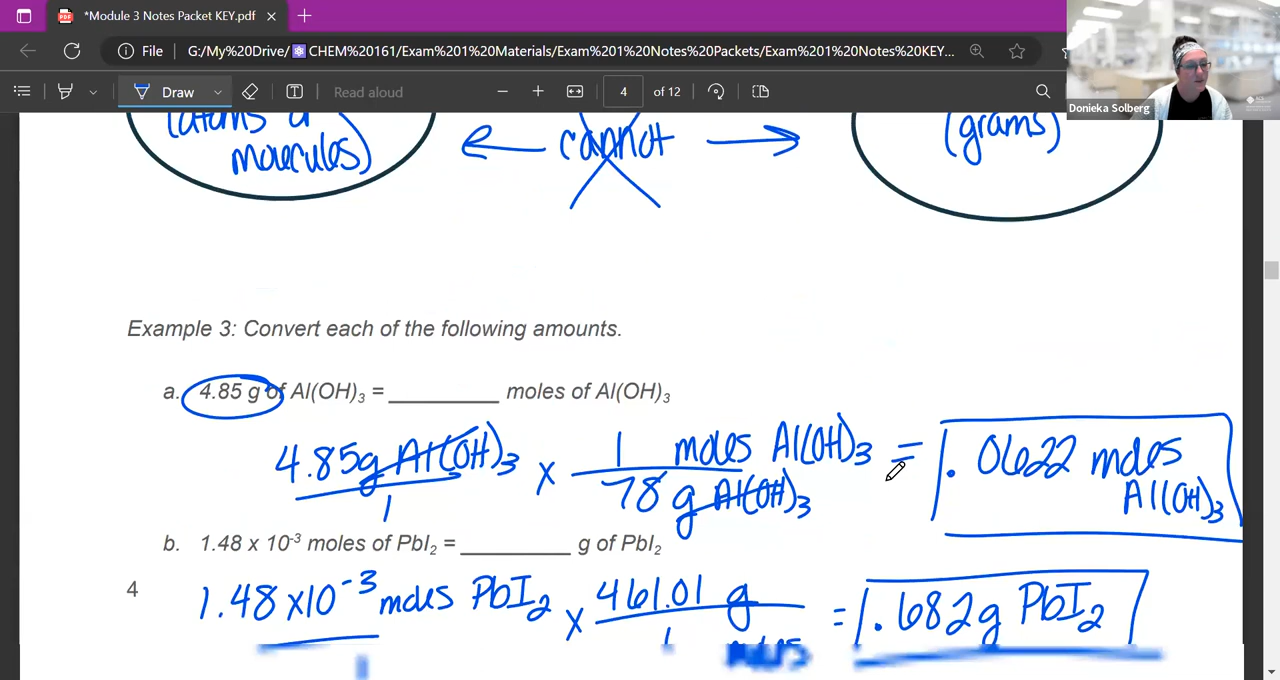 *Module 3 Notes Packet KEY.pdf
File G:/My%20Drive/ CHEM%20161/Exam%201%20Materials/Exam%201%20Notes%20Packets/Exam%201%20Notes%20KEY...
Draw Read aloud 4 of 12
Donieka Solberg
(atoms or
molecules)
cannot
(grams)
Example 3: Convert each of the following amounts.
a. 4.85 g of Al(OH)₃ = __________ moles of Al(OH)₃
4.85g Al(OH)₃ x 1 moles Al(OH)₃ = .0622 moles
1 78 g Al(OH)₃ Al(OH)₃
b. 1.48 x 10⁻³ moles of PbI₂ = __________ g of PbI₂
4
1.48 x10⁻³ moles PbI₂ x 461.01 g = .682g PbI₂
1 1 moles